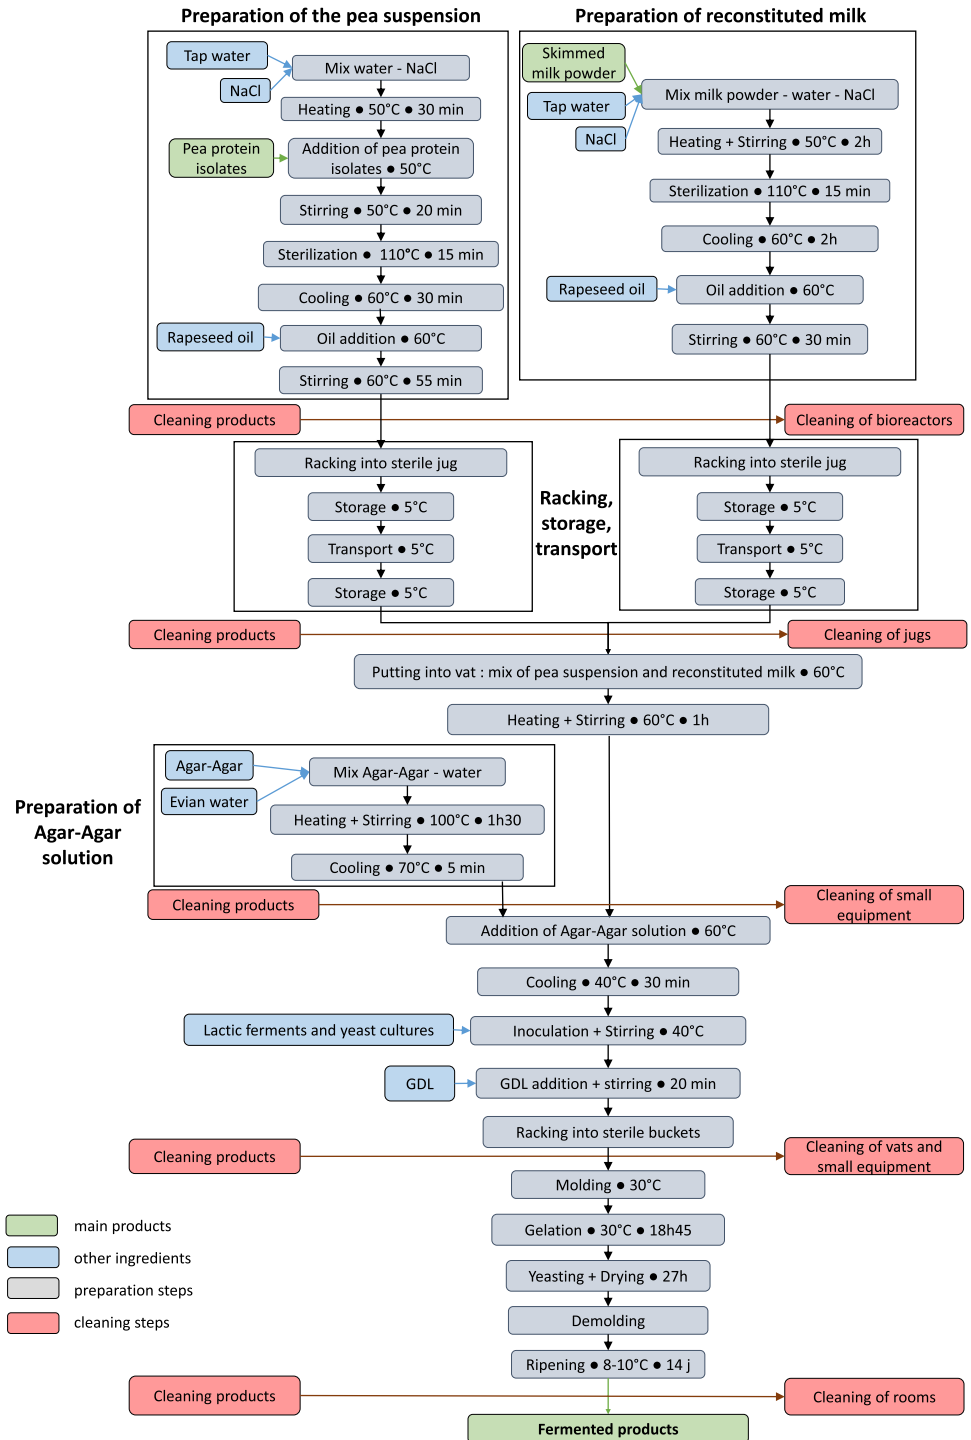 Preparation of the pea suspension
Tap water
NaCl
Mix water - NaCl
Heating ● 50°C ● 30 min
Pea protein
isolates
Addition of pea protein
isolates ● 50°C
Stirring ● 50°C ● 20 min
Sterilization ● 110°C ● 15 min
Cooling ● 60°C ● 30 min
Rapeseed oil
Oil addition ● 60°C
Stirring ● 60°C ● 55 min
Preparation of reconstituted milk
Skimmed
milk powder
Tap water
NaCl
Mix milk powder - water - NaCl
Heating + Stirring ● 50°C ● 2h
Sterilization ● 110°C ● 15 min
Cooling ● 60°C ● 2h
Rapeseed oil
Oil addition ● 60°C
Stirring ● 60°C ● 30 min
Cleaning products
Cleaning of bioreactors
Racking into sterile jug
Storage ● 5°C
Transport ● 5°C
Storage ● 5°C
Racking,
storage,
transport
Racking into sterile jug
Storage ● 5°C
Transport ● 5°C
Storage ● 5°C
Cleaning products
Cleaning of jugs
Putting into vat : mix of pea suspension and reconstituted milk ● 60°C
Heating + Stirring ● 60°C ● 1h
Preparation of
Agar-Agar
solution
Agar-Agar
Evian water
Mix Agar-Agar - water
Heating + Stirring ● 100°C ● 1h30
Cooling ● 70°C ● 5 min
Cleaning products
Cleaning of small
equipment
Addition of Agar-Agar solution ● 60°C
Cooling ● 40°C ● 30 min
Lactic ferments and yeast cultures
Inoculation + Stirring ● 40°C
GDL
GDL addition + stirring ● 20 min
Racking into sterile buckets
Cleaning products
Cleaning of vats and
small equipment
Molding ● 30°C
Gelation ● 30°C ● 18h45
Yeasting + Drying ● 27h
Demolding
Ripening ● 8-10°C ● 14 j
Cleaning products
Cleaning of rooms
Fermented products
main products
other ingredients
preparation steps
cleaning steps